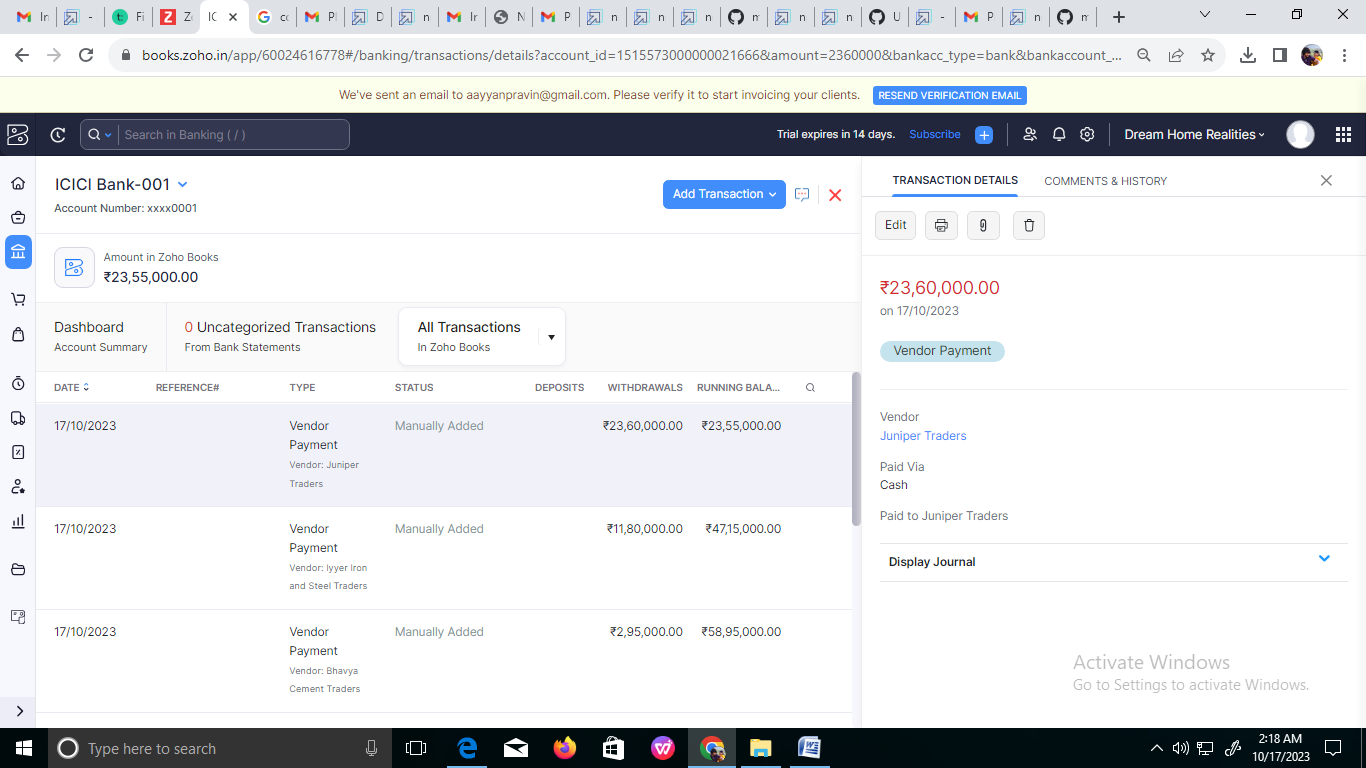 books.zoho.in/app/60024616778#/banking/transactions/details?account_id=1515573000000021666&amount=2360000&bankacc_type=bank&bankaccount_...
We've sent an email to aayyanpravin@gmail.com. Please verify it to start invoicing your clients. RESEND VERIFICATION EMAIL
Search in Banking ( / )
Trial expires in 14 days. Subscribe
Dream Home Realities
ICICI Bank-001
Account Number: xxxx0001
Add Transaction
Amount in Zoho Books
₹23,55,000.00
Dashboard
Account Summary
0 Uncategorized Transactions
From Bank Statements
All Transactions
In Zoho Books
DATE REFERENCE# TYPE STATUS DEPOSITS WITHDRAWALS RUNNING BALA...
17/10/2023 Vendor Manually Added ₹23,60,000.00 ₹23,55,000.00
Payment
Vendor: Juniper
Traders
17/10/2023 Vendor Manually Added ₹11,80,000.00 ₹47,15,000.00
Payment
Vendor: Iyyer Iron
and Steel Traders
17/10/2023 Vendor Manually Added ₹2,95,000.00 ₹58,95,000.00
Payment
Vendor: Bhavya
Cement Traders
TRANSACTION DETAILS COMMENTS & HISTORY
Edit
₹23,60,000.00
on 17/10/2023
Vendor Payment
Vendor
Juniper Traders
Paid Via
Cash
Paid to Juniper Traders
Display Journal
Activate Windows
Go to Settings to activate Windows.
Type here to search
2:18 AM
10/17/2023